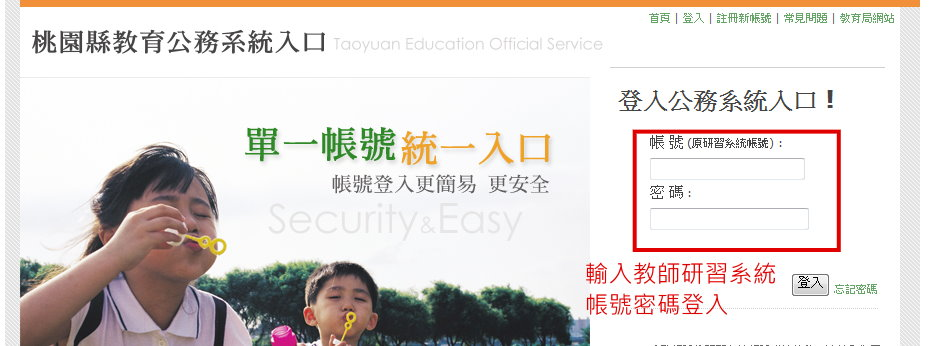 首頁 | 登入 | 註冊新帳號 | 常見問題 | 教育局網站
桃園縣教育公務系統入口 Taoyuan Education Official Service
單一帳號 統一入口
帳號登入更簡易 更安全
Security&Easy
登入公務系統入口！
帳 號 (原研習系統帳號)：
密 碼：
輸入教師研習系統
帳號密碼登入
登入 忘記密碼